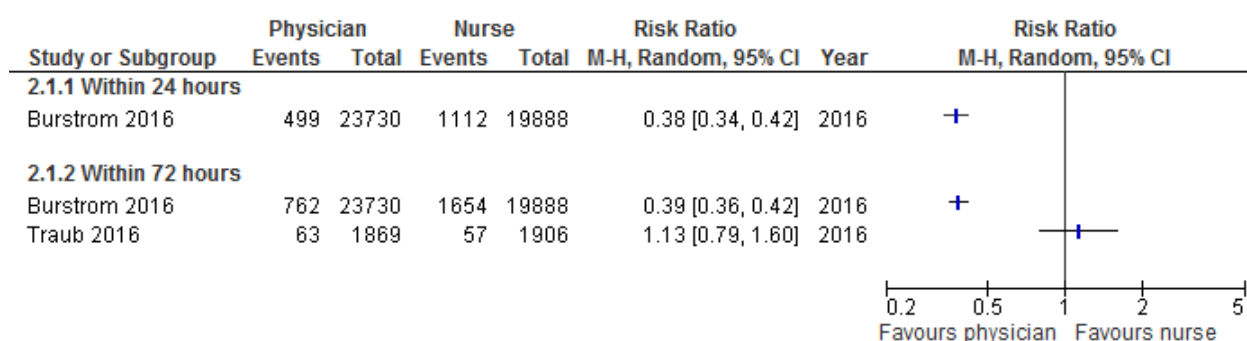 Physician Nurse Risk Ratio Risk Ratio
Study or Subgroup Events Total Events Total M-H, Random, 95% CI Year M-H, Random, 95% CI
2.1.1 Within 24 hours
Burstrom 2016 499 23730 1112 19888 0.38 [0.34, 0.42] 2016
2.1.2 Within 72 hours
Burstrom 2016 762 23730 1654 19888 0.39 [0.36, 0.42] 2016
Traub 2016 63 1869 57 1906 1.13 [0.79, 1.60] 2016
0.2 0.5 1 2 5
Favours physician Favours nurse